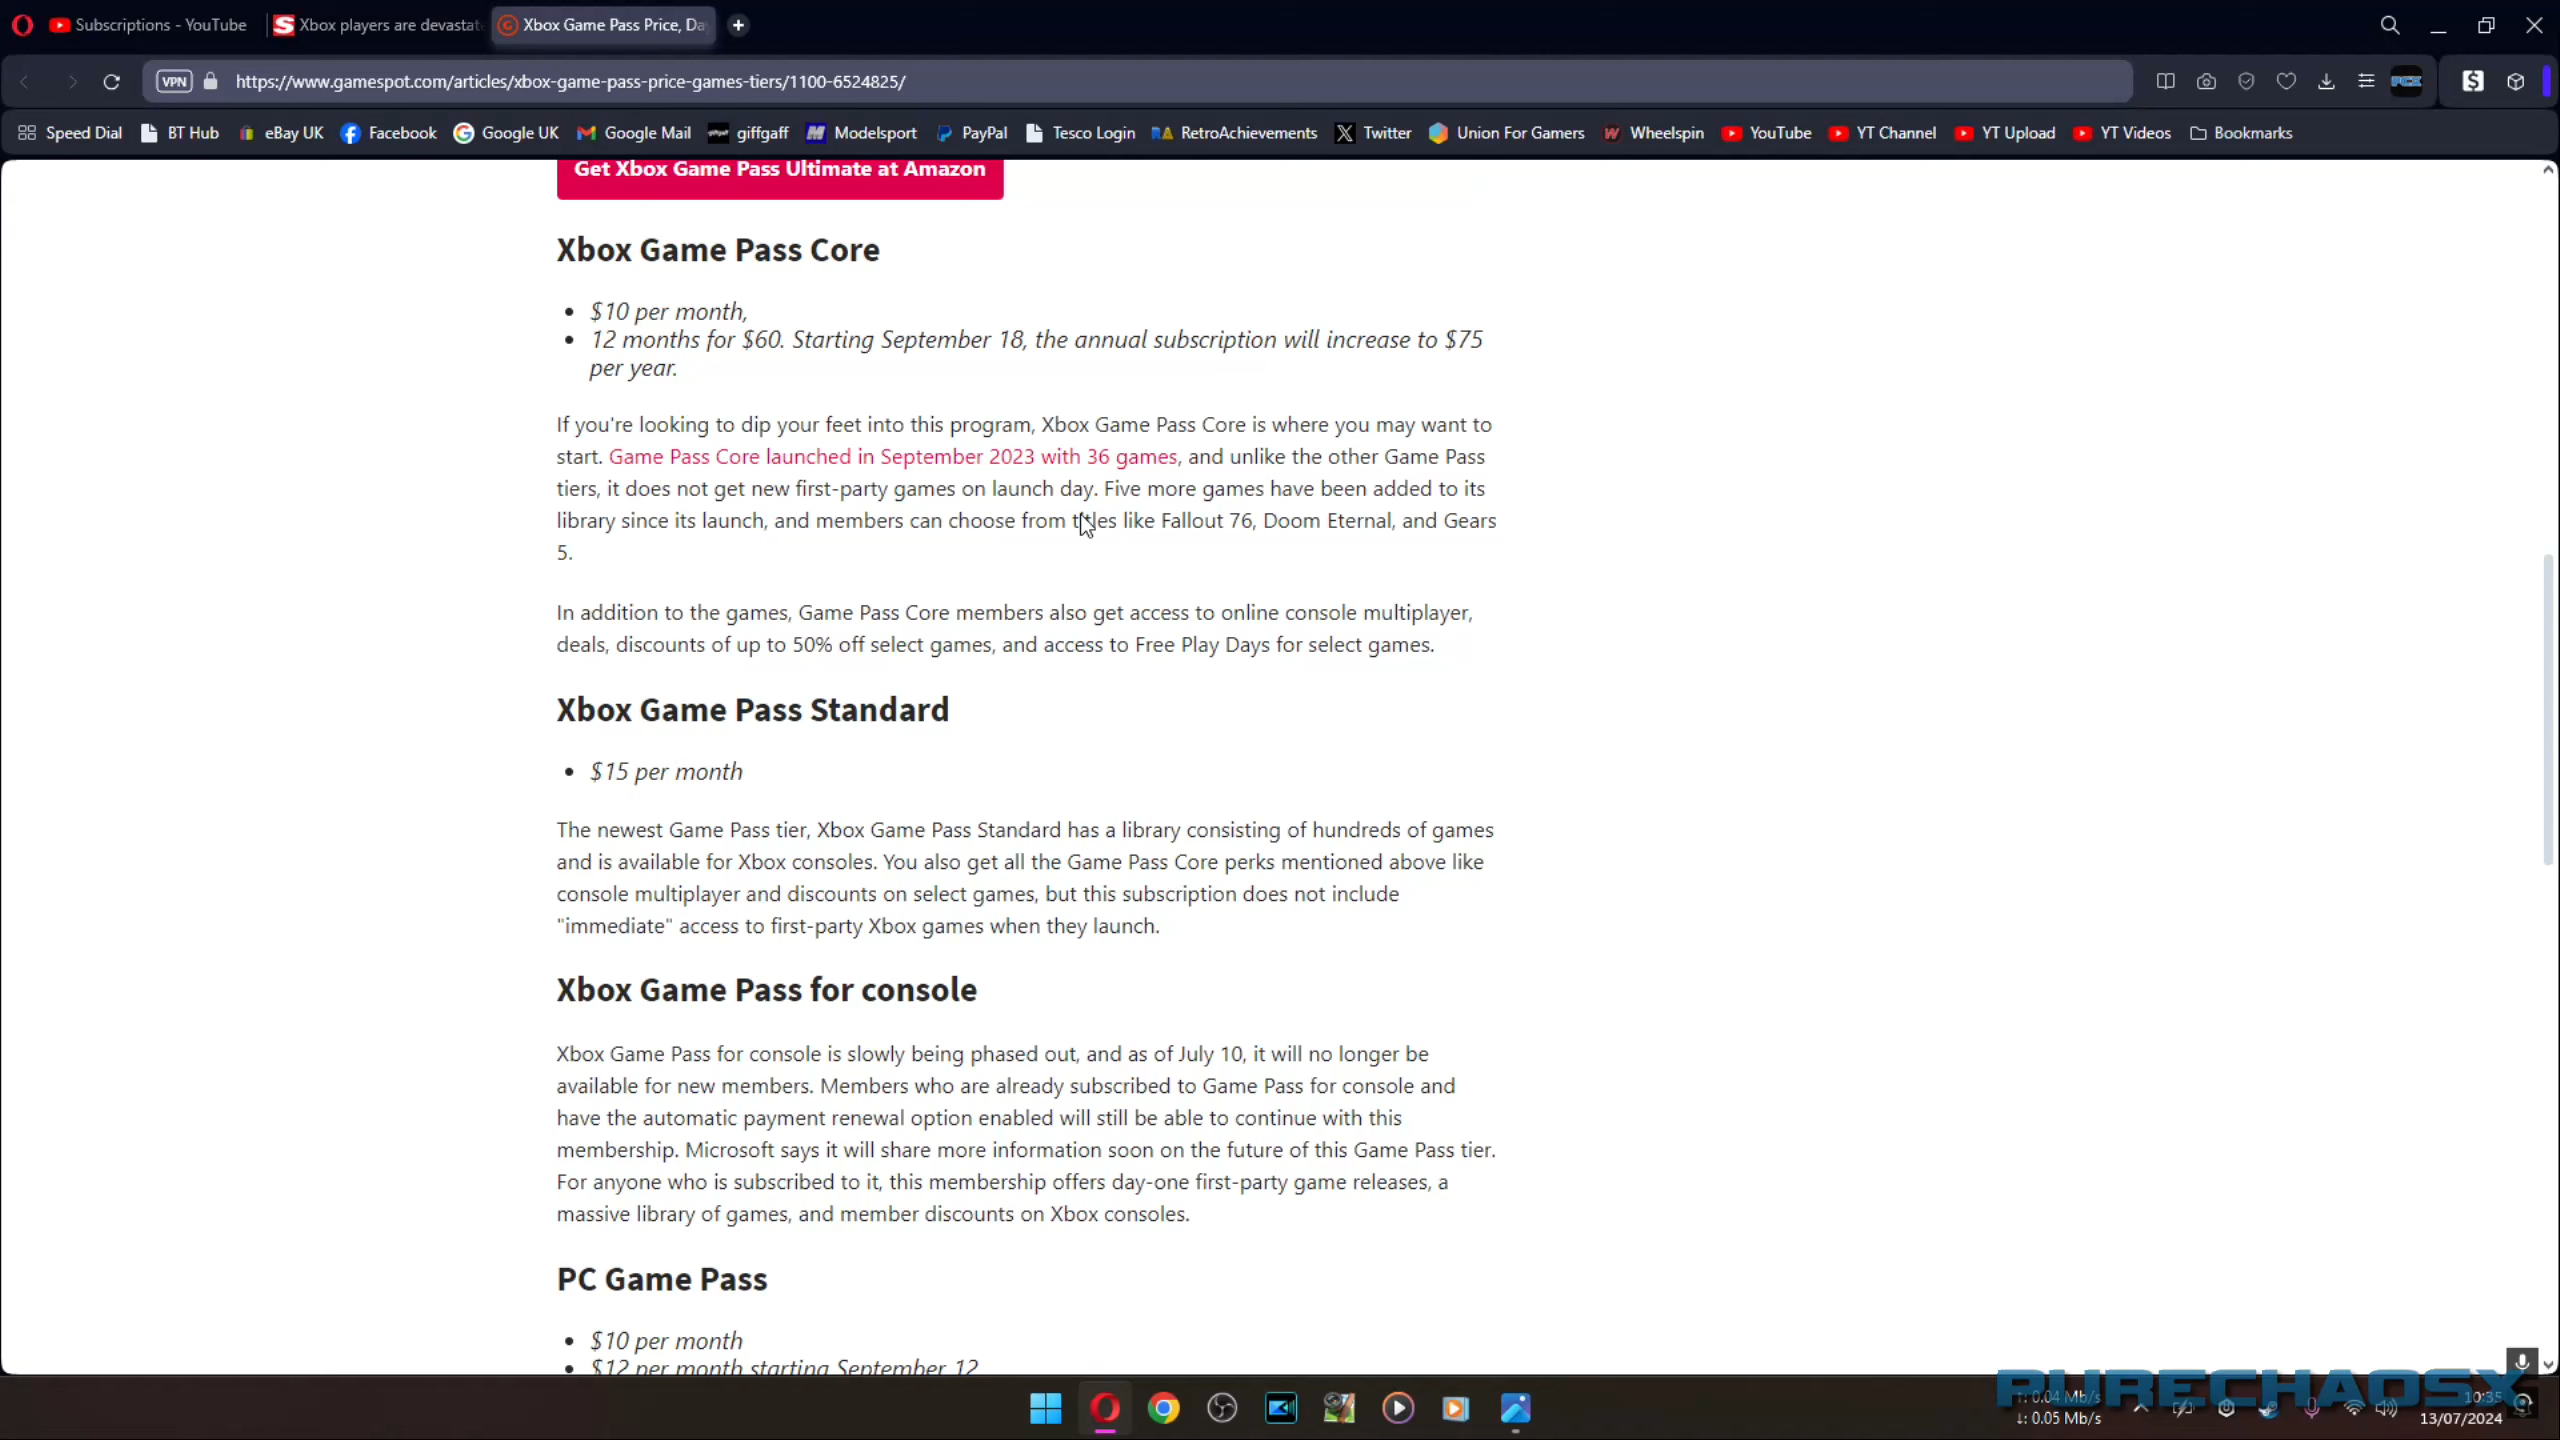 Subscriptions - YouTube
Xbox players are devastat
Xbox Game Pass Price, Da
VPN
https://www.gamespot.com/articles/xbox-game-pass-price-games-tiers/1100-6524825/
PCX
Speed Dial
BT Hub
eBay UK
Facebook
Google UK
Google Mail
giffgaff
Modelsport
PayPal
Tesco Login
RetroAchievements
Twitter
Union For Gamers
Wheelspin
YouTube
YT Channel
YT Upload
YT Videos
Bookmarks
Get Xbox Game Pass Ultimate at Amazon
Xbox Game Pass Core
• $10 per month,
• 12 months for $60. Starting September 18, the annual subscription will increase to $75
per year.
If you're looking to dip your feet into this program, Xbox Game Pass Core is where you may want to
start. Game Pass Core launched in September 2023 with 36 games, and unlike the other Game Pass
tiers, it does not get new first-party games on launch day. Five more games have been added to its
library since its launch, and members can choose from titles like Fallout 76, Doom Eternal, and Gears
5.
In addition to the games, Game Pass Core members also get access to online console multiplayer,
deals, discounts of up to 50% off select games, and access to Free Play Days for select games.
Xbox Game Pass Standard
• $15 per month
The newest Game Pass tier, Xbox Game Pass Standard has a library consisting of hundreds of games
and is available for Xbox consoles. You also get all the Game Pass Core perks mentioned above like
console multiplayer and discounts on select games, but this subscription does not include
"immediate" access to first-party Xbox games when they launch.
Xbox Game Pass for console
Xbox Game Pass for console is slowly being phased out, and as of July 10, it will no longer be
available for new members. Members who are already subscribed to Game Pass for console and
have the automatic payment renewal option enabled will still be able to continue with this
membership. Microsoft says it will share more information soon on the future of this Game Pass tier.
For anyone who is subscribed to it, this membership offers day-one first-party game releases, a
massive library of games, and member discounts on Xbox consoles.
PC Game Pass
• $10 per month
• $12 per month starting September 12
PURECHAOSX
↑: 0.04 Mb/s
↓: 0.05 Mb/s
10:35
13/07/2024